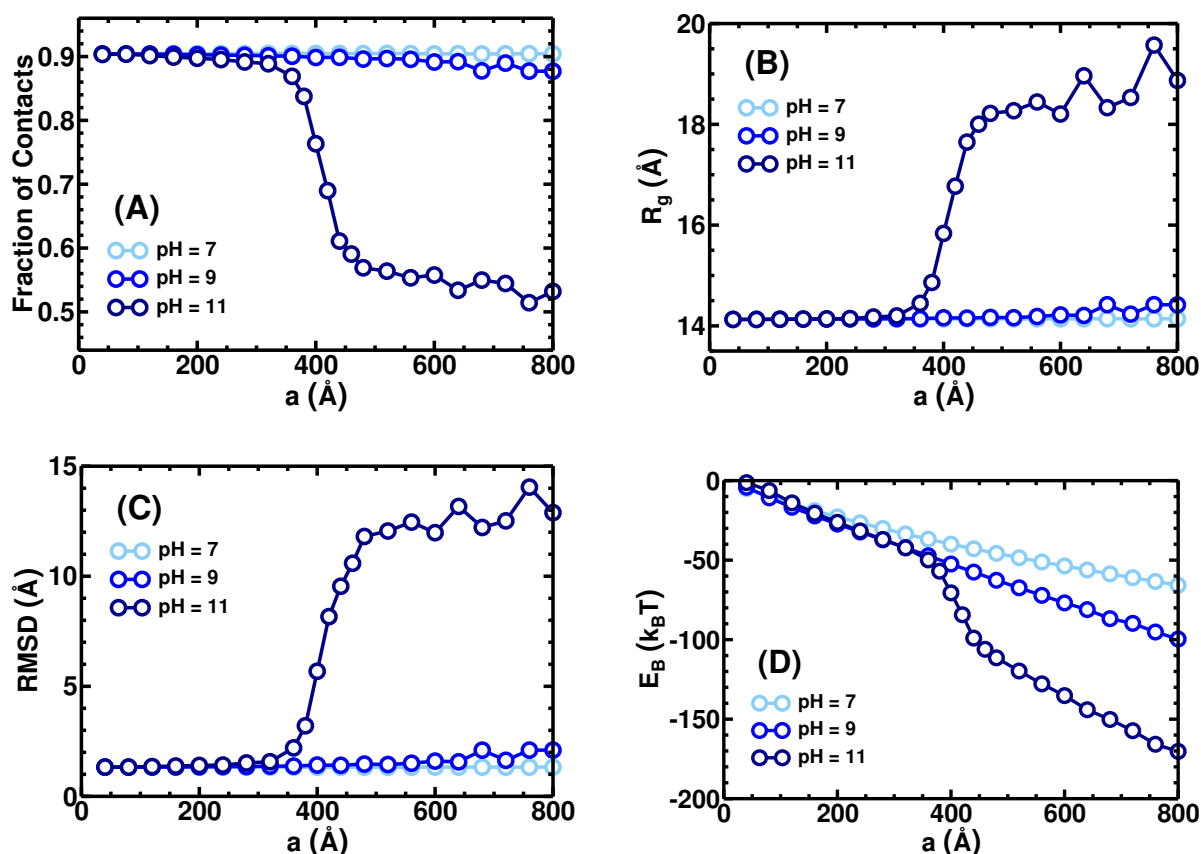 (A)
Fraction of Contacts
0.9
0.8
0.7
0.6
0.5
0 200 400 600 800
a (Å)
pH = 7
pH = 9
pH = 11
(B)
R_g (Å)
20
18
16
14
0 200 400 600 800
a (Å)
pH = 7
pH = 9
pH = 11
(C)
RMSD (Å)
15
10
5
0
0 200 400 600 800
a (Å)
pH = 7
pH = 9
pH = 11
(D)
E_B (k_BT)
0
-50
-100
-150
-200
0 200 400 600 800
a (Å)
pH = 7
pH = 9
pH = 11